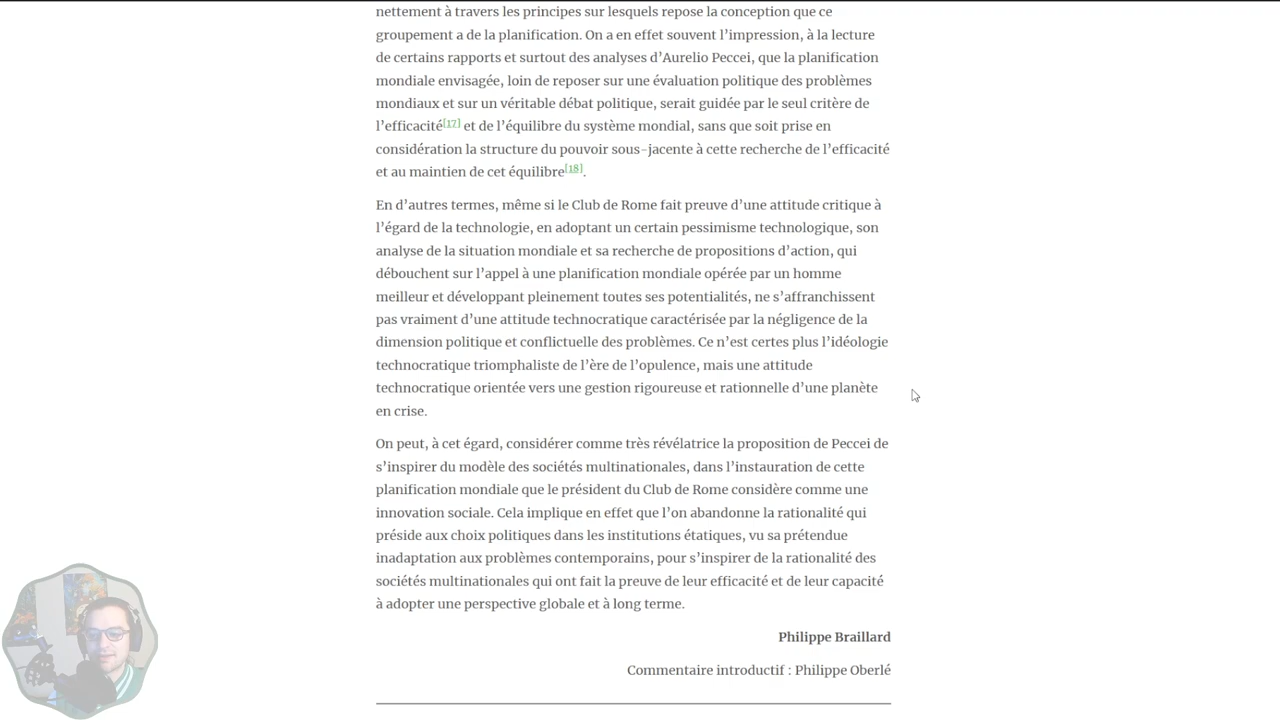 nettement à travers les principes sur lesquels repose la conception que ce
groupement a de la planification. On a en effet souvent l’impression, à la lecture
de certains rapports et surtout des analyses d’Aurelio Peccei, que la planification
mondiale envisagée, loin de reposer sur une évaluation politique des problèmes
mondiaux et sur un véritable débat politique, serait guidée par le seul critère de
l’efficacité[17] et de l’équilibre du système mondial, sans que soit prise en
considération la structure du pouvoir sous-jacente à cette recherche de l’efficacité
et au maintien de cet équilibre[18].
En d’autres termes, même si le Club de Rome fait preuve d’une attitude critique à
l’égard de la technologie, en adoptant un certain pessimisme technologique, son
analyse de la situation mondiale et sa recherche de propositions d’action, qui
débouchent sur l’appel à une planification mondiale opérée par un homme
meilleur et développant pleinement toutes ses potentialités, ne s’affranchissent
pas vraiment d’une attitude technocratique caractérisée par la négligence de la
dimension politique et conflictuelle des problèmes. Ce n’est certes plus l’idéologie
technocratique triomphaliste de l’ère de l’opulence, mais une attitude
technocratique orientée vers une gestion rigoureuse et rationnelle d’une planète
en crise.
On peut, à cet égard, considérer comme très révélatrice la proposition de Peccei de
s’inspirer du modèle des sociétés multinationales, dans l’instauration de cette
planification mondiale que le président du Club de Rome considère comme une
innovation sociale. Cela implique en effet que l’on abandonne la rationalité qui
préside aux choix politiques dans les institutions étatiques, vu sa prétendue
inadaptation aux problèmes contemporains, pour s’inspirer de la rationalité des
sociétés multinationales qui ont fait la preuve de leur efficacité et de leur capacité
à adopter une perspective globale et à long terme.
Philippe Braillard
Commentaire introductif : Philippe Oberlé